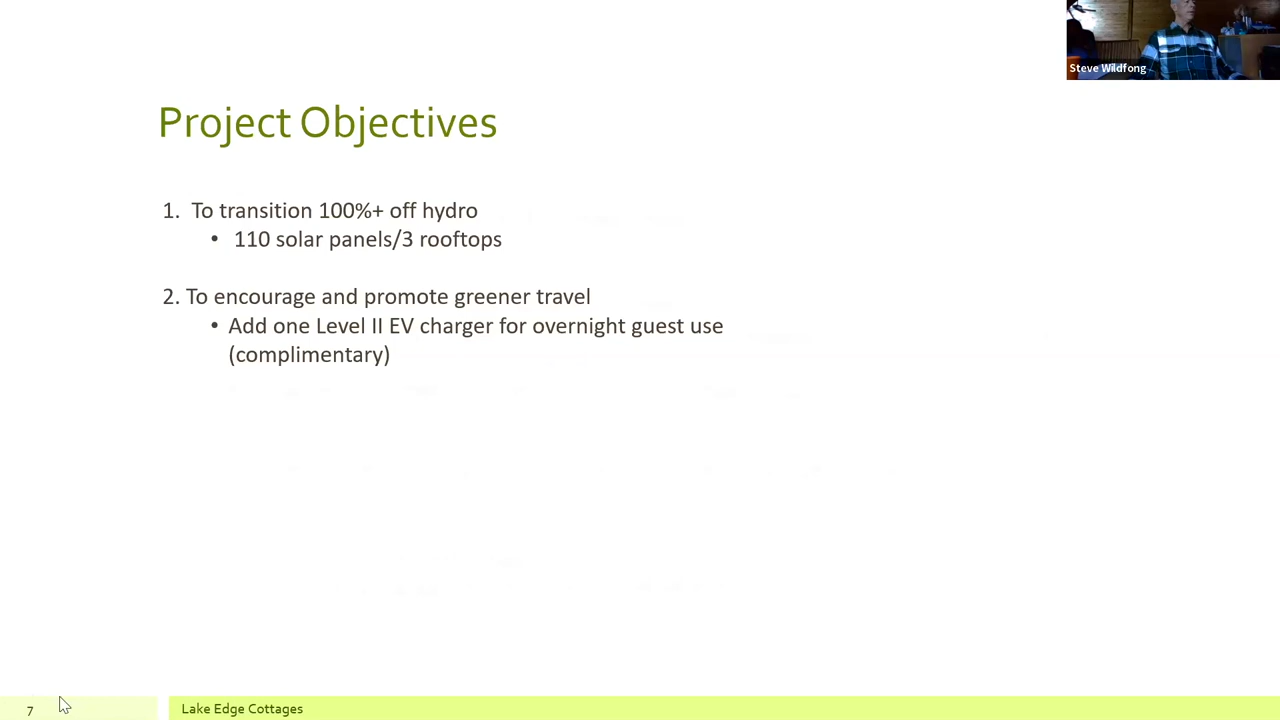 Steve Wildfong
Project Objectives
1. To transition 100%+ off hydro
• 110 solar panels/3 rooftops
2. To encourage and promote greener travel
• Add one Level II EV charger for overnight guest use
(complimentary)
7
Lake Edge Cottages